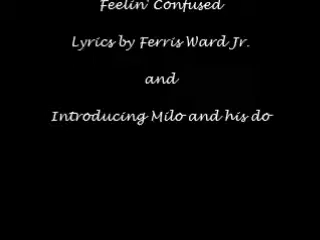 Feelin' Confused
Lyrics by Ferris Ward Jr.
and
Introducing Milo and his do